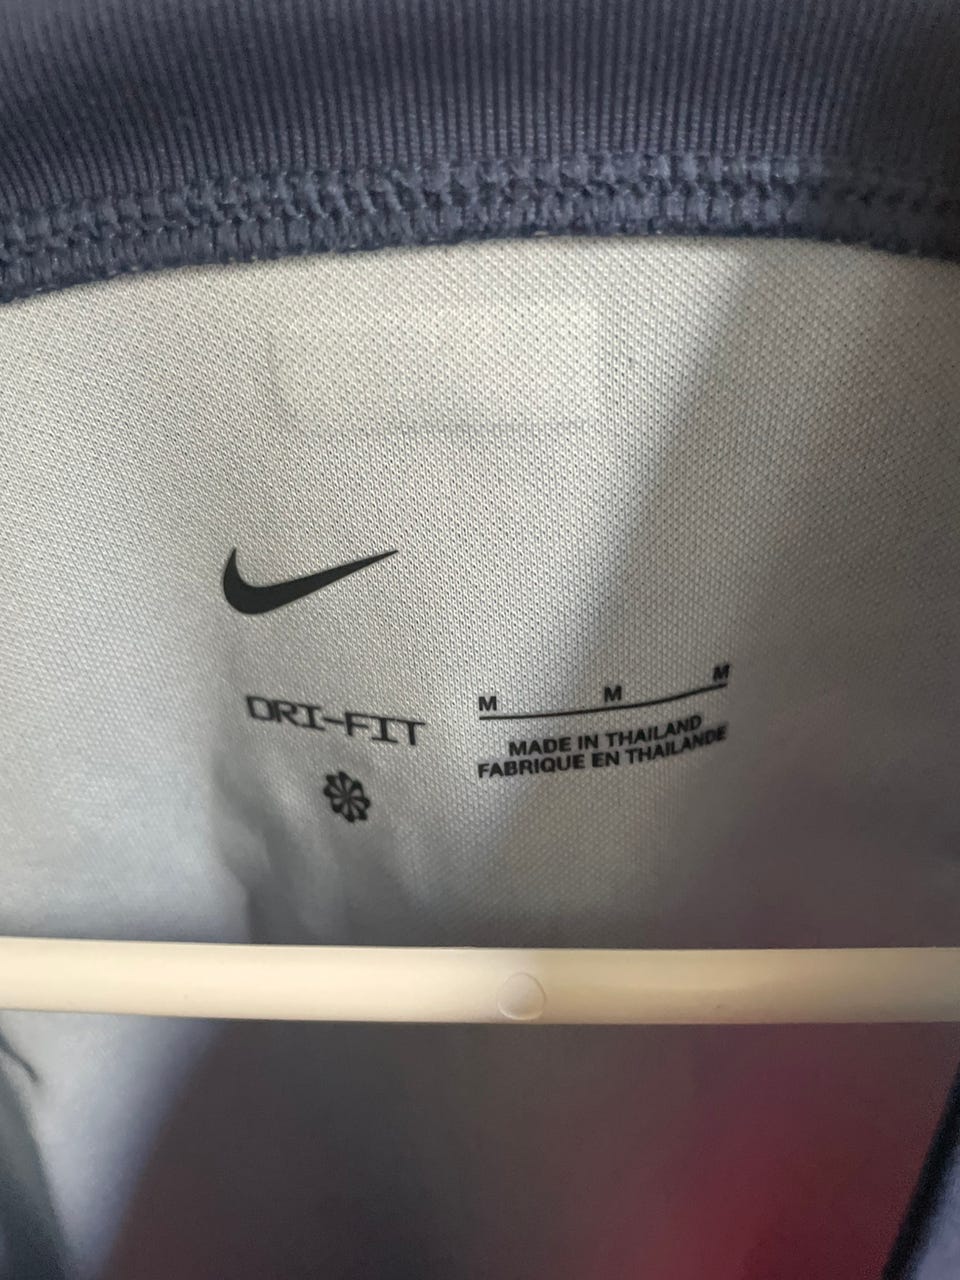 DRI-FIT
M M M
MADE IN THAILAND
FABRIQUE EN THAILANDE